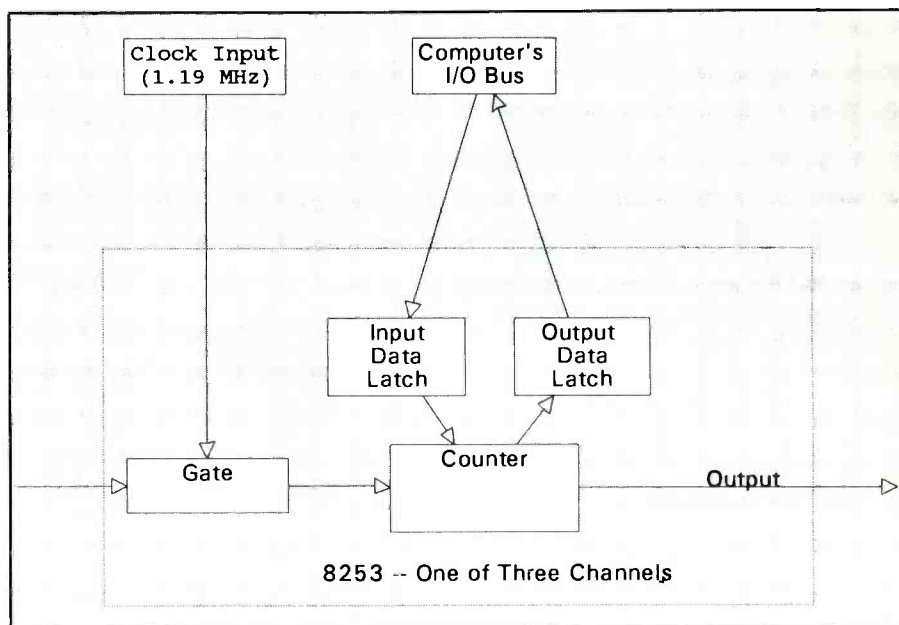 Clock Input
(1.19 MHz)
Computer's
I/O Bus
Input
Data
Latch
Output
Data
Latch
Gate
Counter
Output
8253 -- One of Three Channels